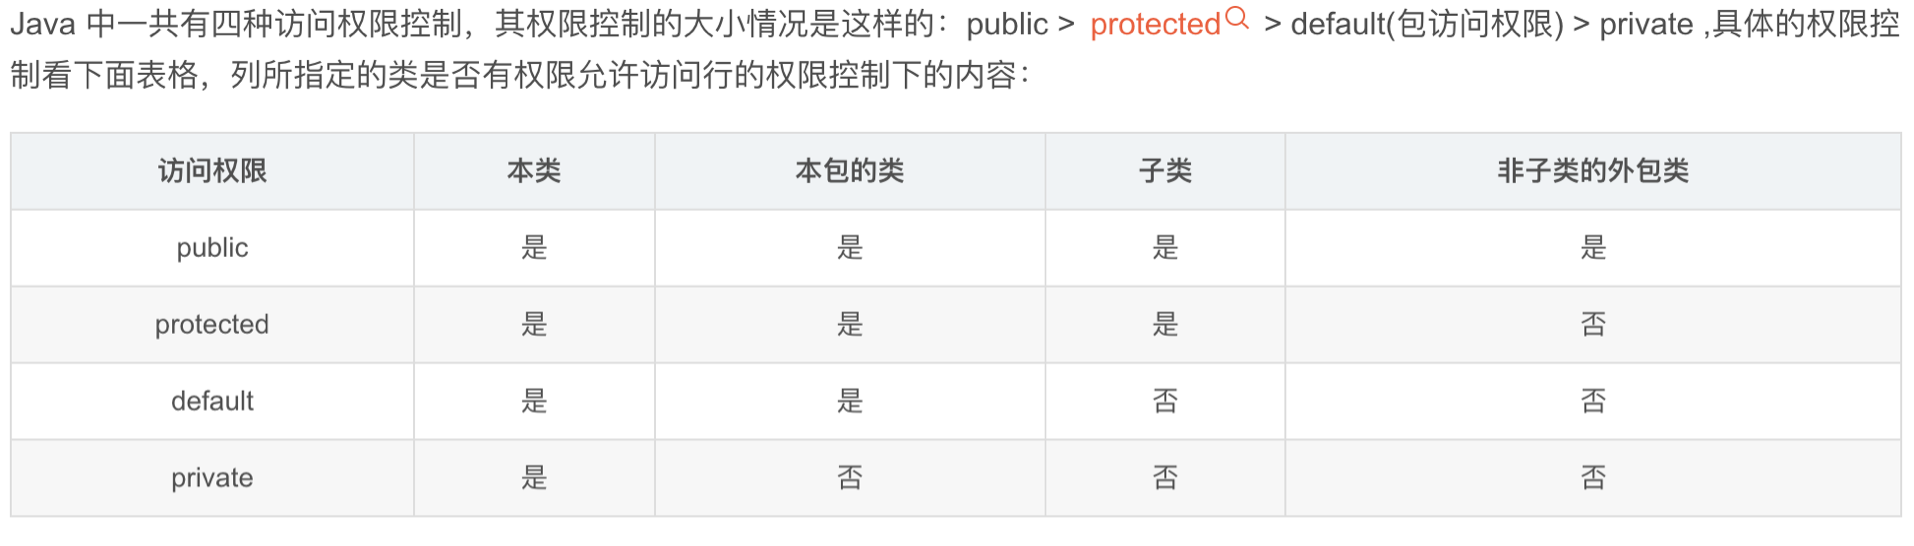 Java 中一共有四种访问权限控制，其权限控制的大小情况是这样的：public > protected > default(包访问权限) > private ,具体的权限控
制看下面表格，列所指定的类是否有权限允许访问行的权限控制下的内容：
访问权限 本类 本包的类 子类 非子类的外包类
public 是 是 是 是
protected 是 是 是 否
default 是 是 否 否
private 是 否 否 否